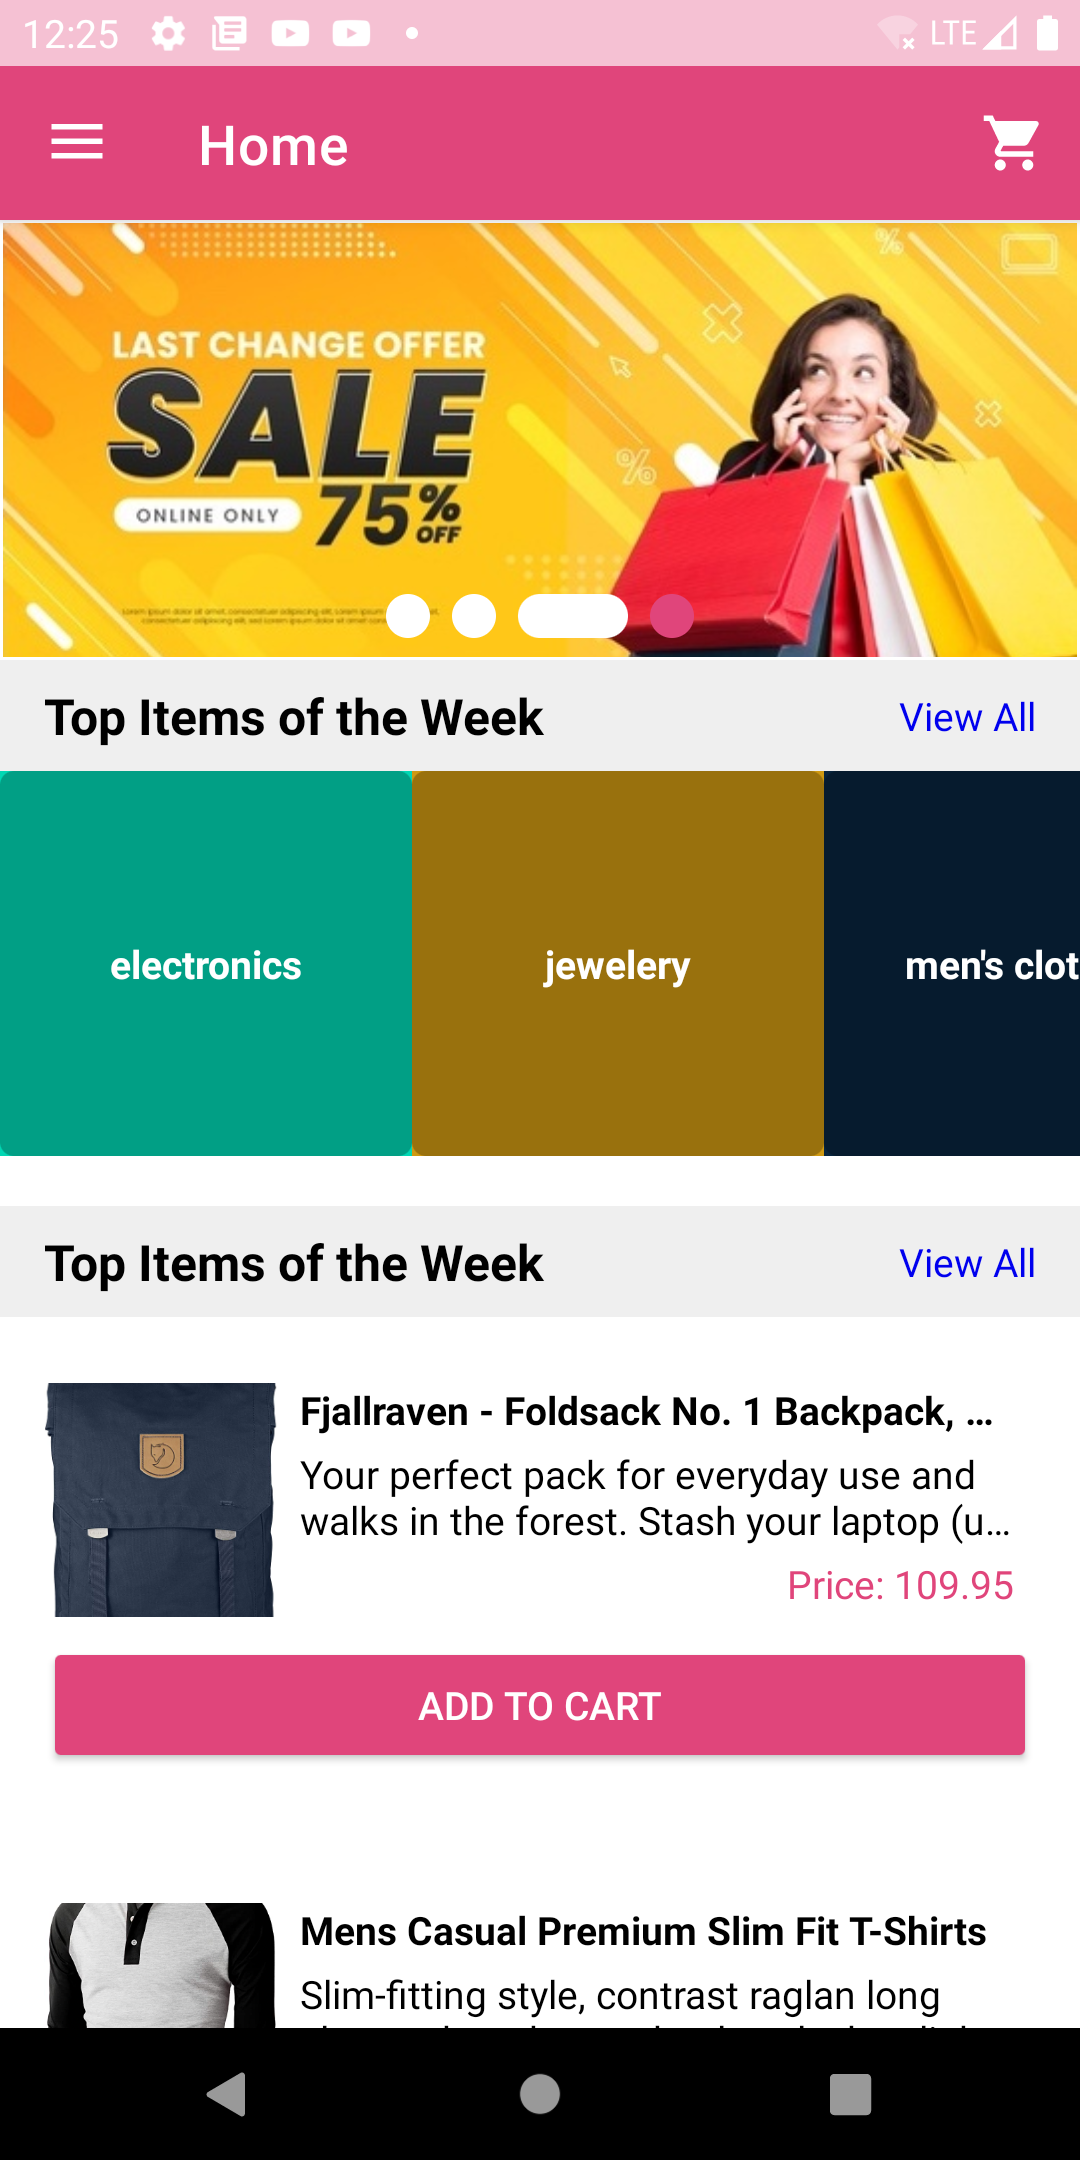 12:25
LTE
Home
LAST CHANGE OFFER
SALE
ONLINE ONLY
75%
OFF
Top Items of the Week
View All
electronics
jewelery
men's clot
Top Items of the Week
View All
Fjallraven - Foldsack No. 1 Backpack, …
Your perfect pack for everyday use and
walks in the forest. Stash your laptop (u…
Price: 109.95
ADD TO CART
Mens Casual Premium Slim Fit T-Shirts
Slim-fitting style, contrast raglan long